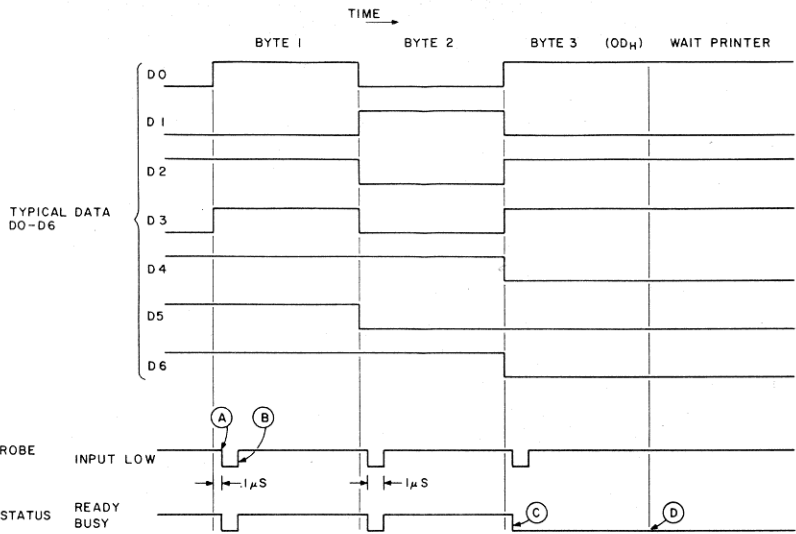 TIME
BYTE 1 BYTE 2 BYTE 3 (ODH) WAIT PRINTER
D0
D1
D2
TYPICAL DATA
D0-D6
D3
D4
D5
D6
A B
ROBE
INPUT LOW
.1µS 1µS
STATUS
READY
BUSY
C D